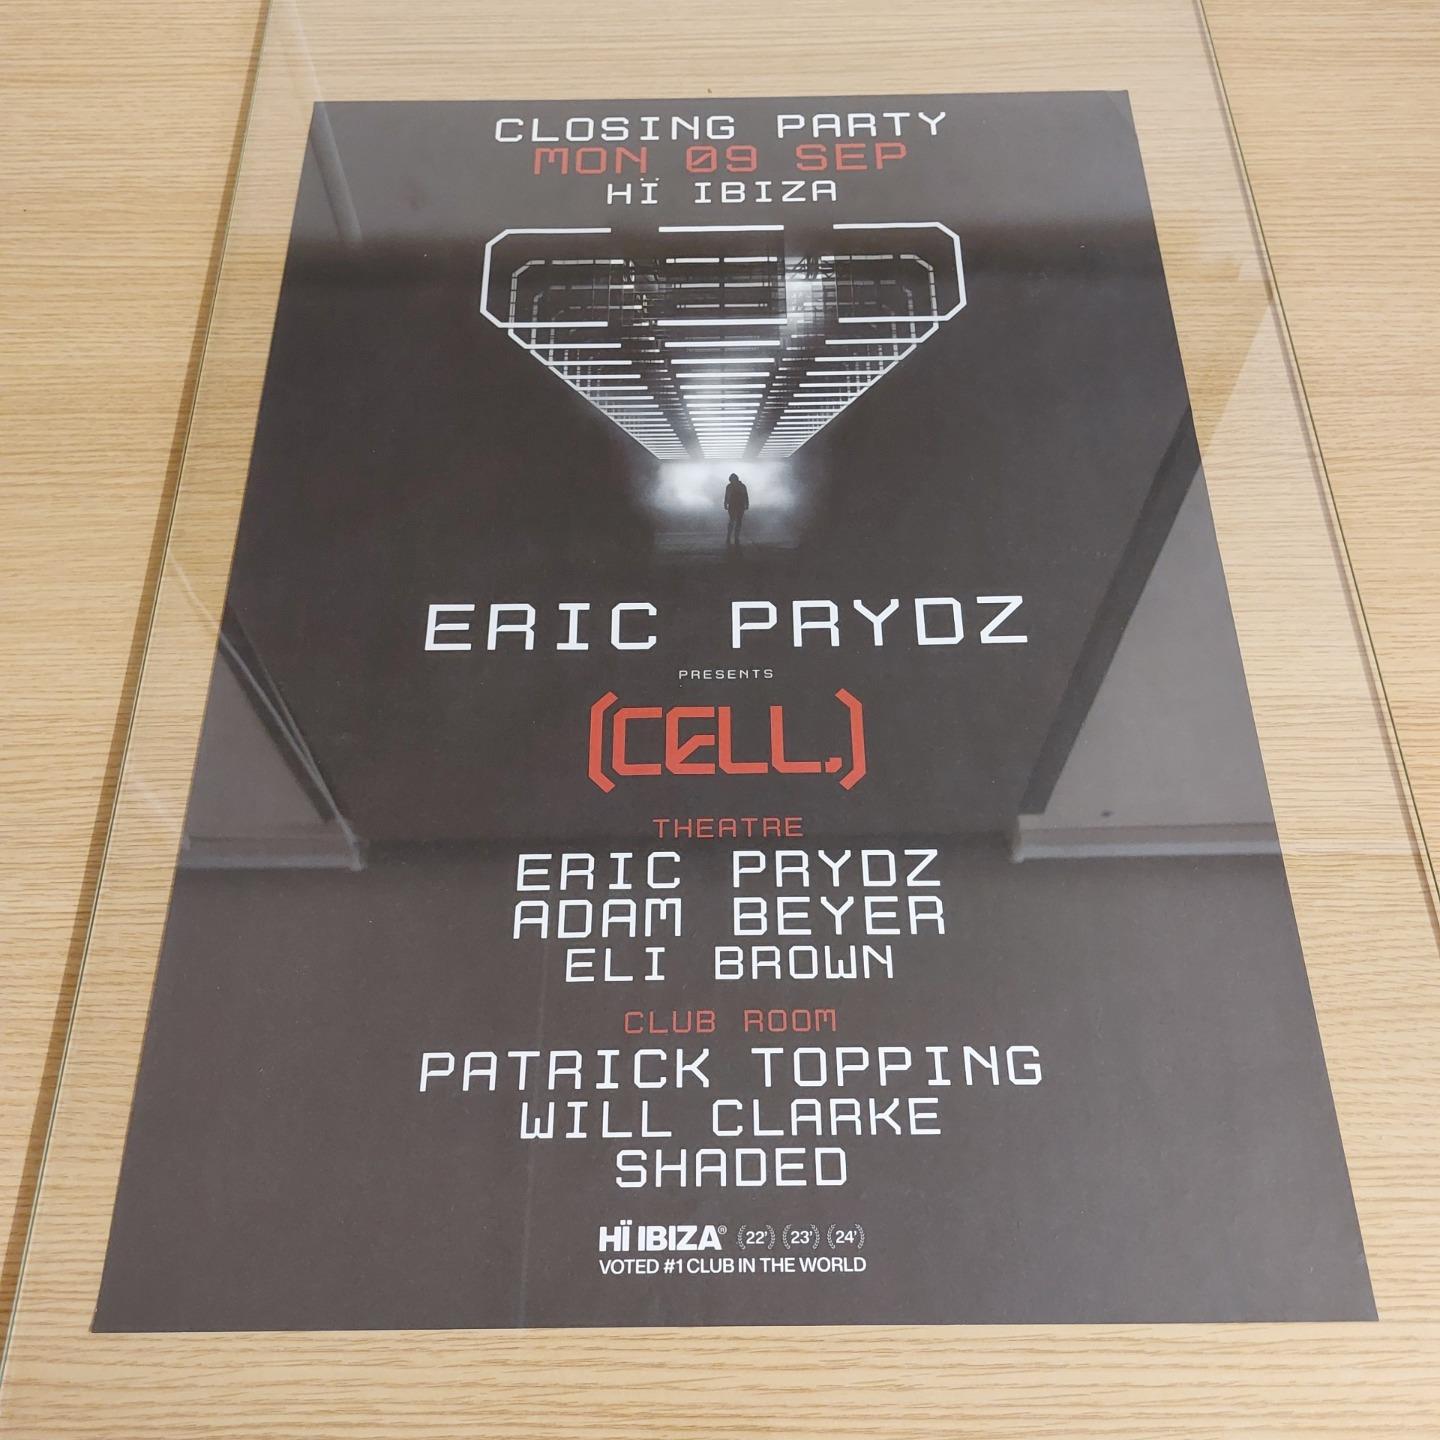 CLOSING PARTY
MON 09 SEP
HÏ IBIZA
ERIC PRYDZ
PRESENTS
[CELL.]
THEATRE
ERIC PRYDZ
ADAM BEYER
ELI BROWN
CLUB ROOM
PATRICK TOPPING
WILL CLARKE
SHADED
HÏ IBIZA® 22' 23' 24'
VOTED #1 CLUB IN THE WORLD